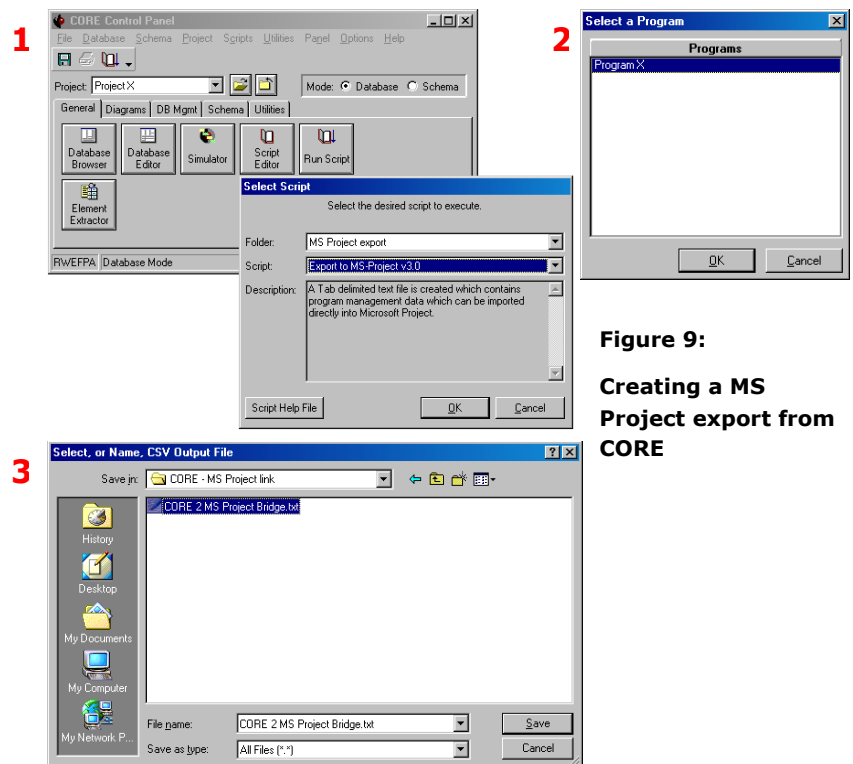 1
CORE Control Panel
File Database Schema Project Scripts Utilities Panel Options Help
Project: Project X
Mode: Database Schema
General Diagrams DB Mgmt Schema Utilities
Database Browser
Database Editor
Simulator
Script Editor
Run Script
Element Extractor
RWEFPA Database Mode
Select Script
Select the desired script to execute.
Folder: MS Project export
Script: Export to MS-Project v3.0
Description: A Tab delimited text file is created which contains
program management data which can be imported
directly into Microsoft Project.
Script Help File OK Cancel
2
Select a Program
Programs
Program X
OK Cancel
Figure 9:
Creating a MS
Project export from
CORE
3
Select, or Name, CSV Output File
Save in: CORE - MS Project link
CORE 2 MS Project Bridge.txt
History
Desktop
My Documents
My Computer
My Network P...
File name: CORE 2 MS Project Bridge.txt Save
Save as type: All Files (*.*) Cancel